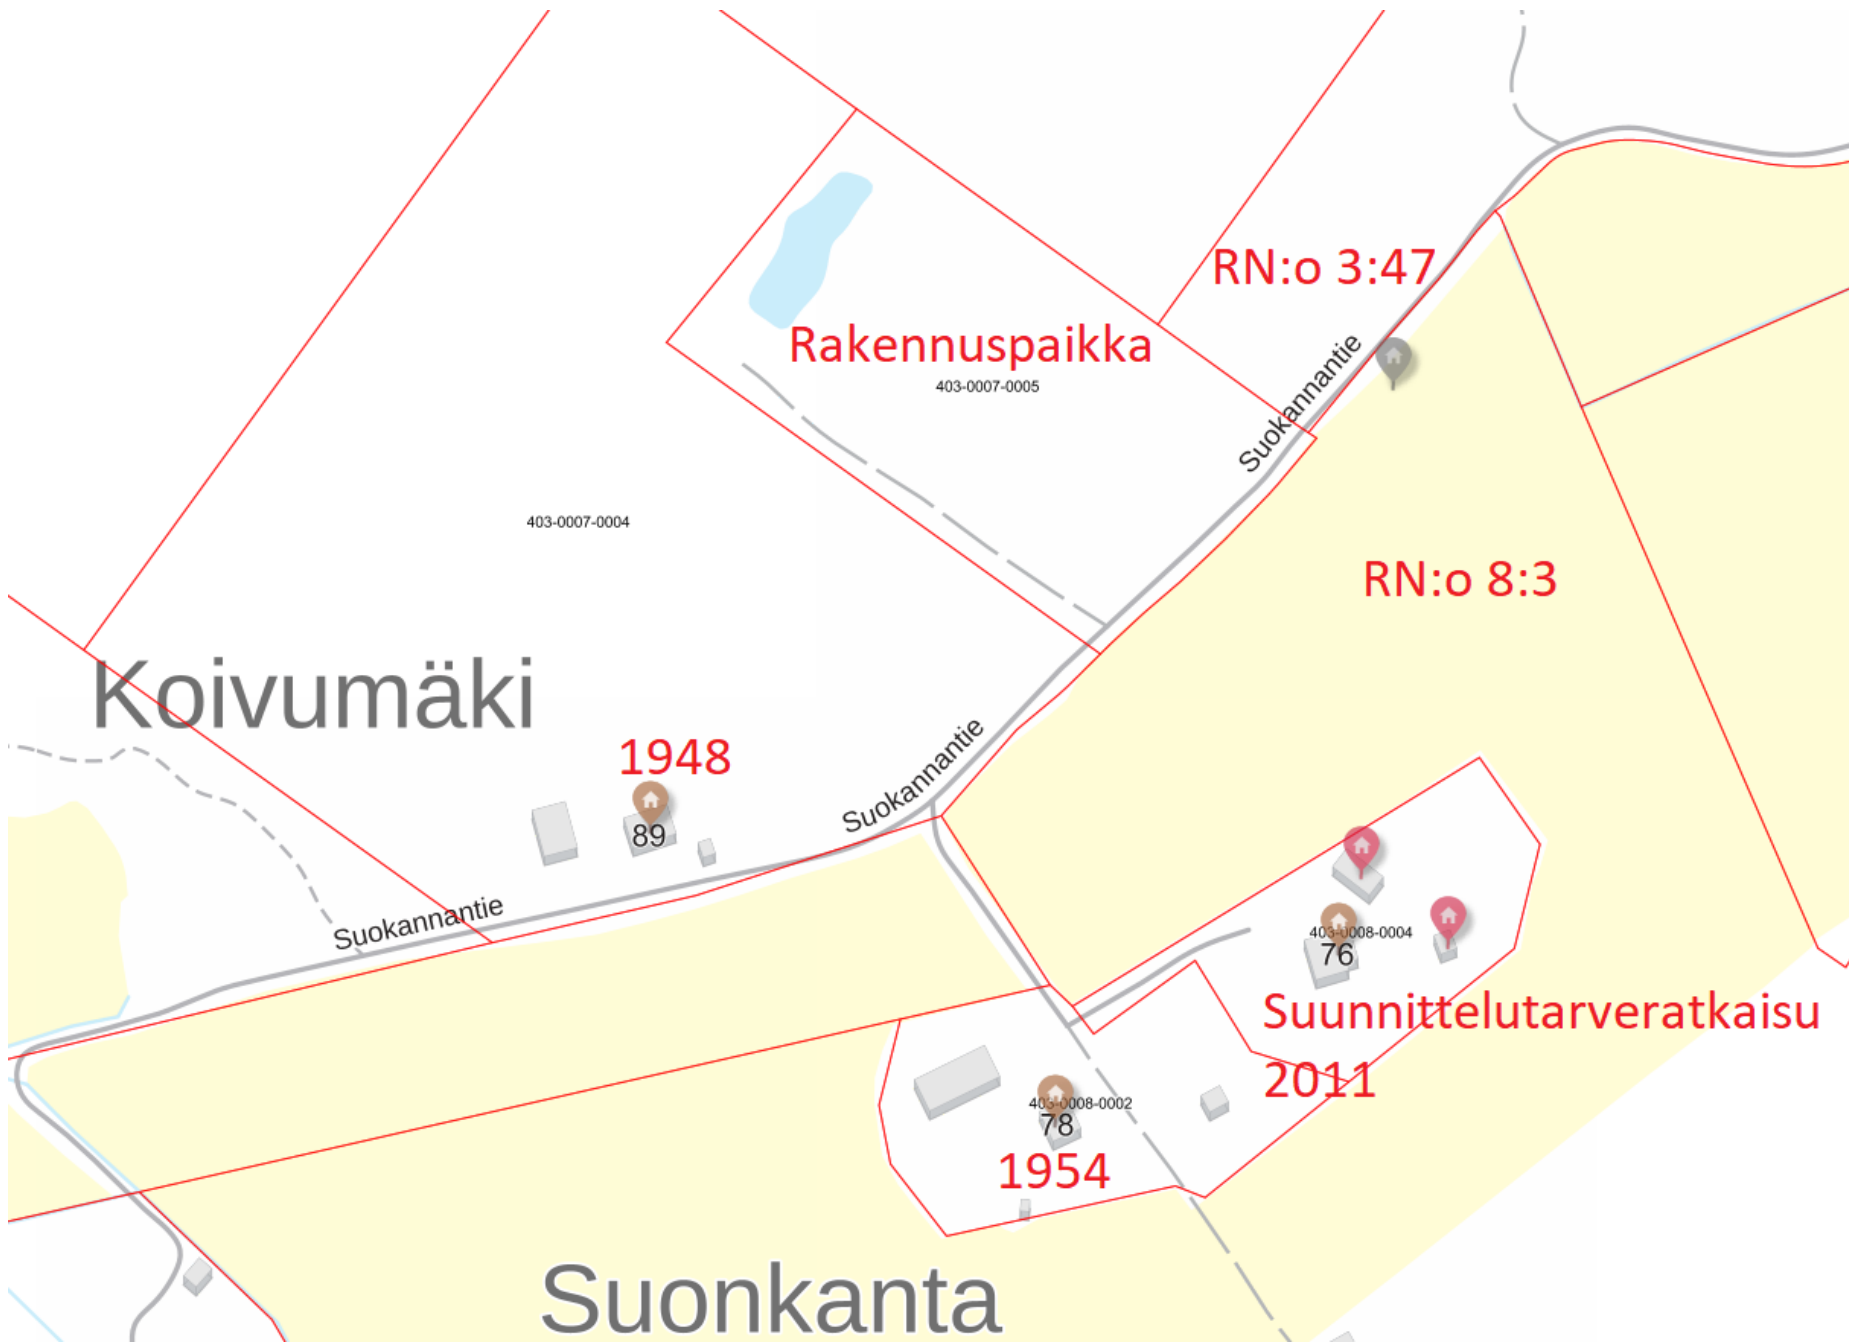 RN:o 3:47
Rakennuspaikka
Suokannantie
403-0007-0005
403-0007-0004
RN:o 8:3
Koivumäki
1948
Suokannantie
89
Suokannantie
403-0008-0004
76
Suunnittelutarveratkaisu
2011
403-0008-0002
78
1954
Suonkanta